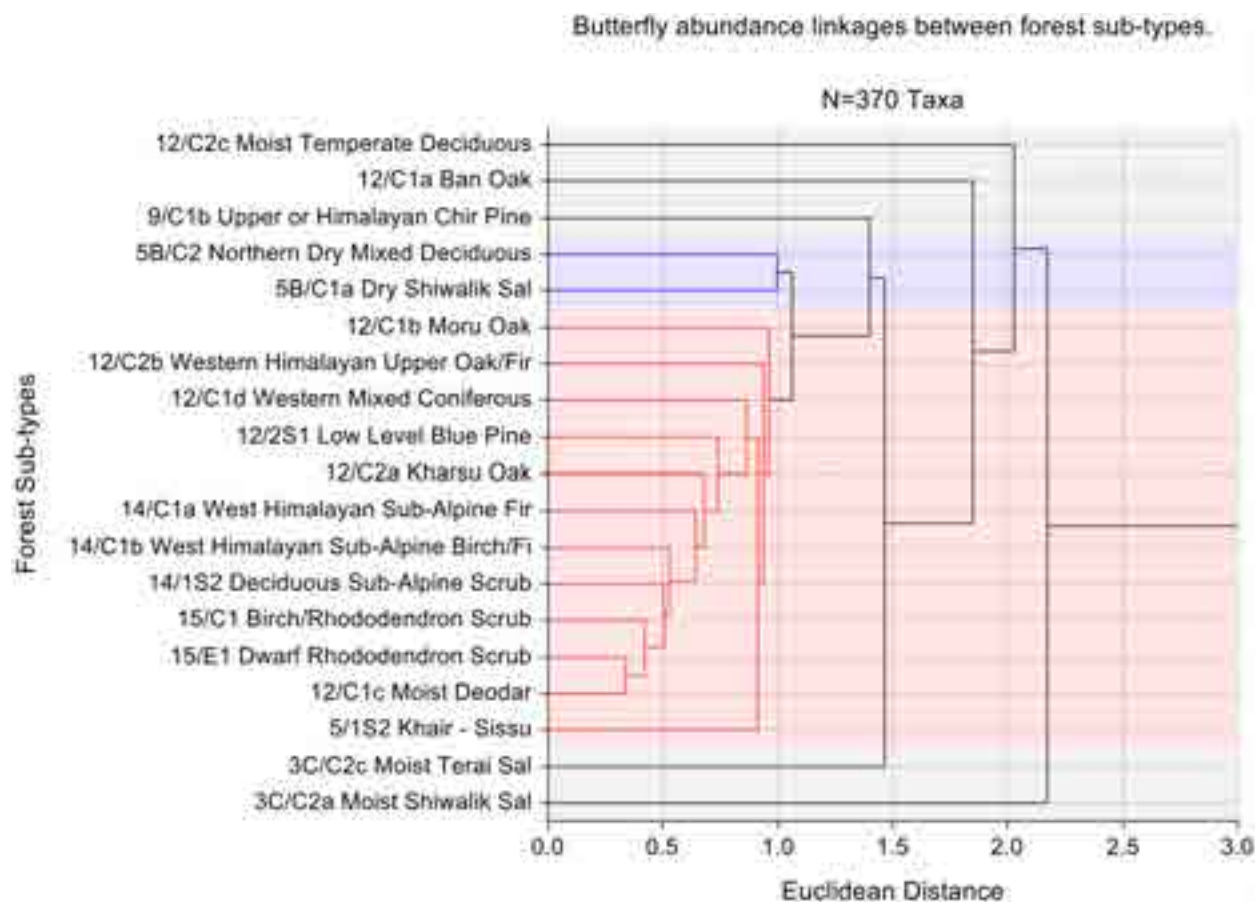 Butterfly abundance linkages between forest sub-types.
N=370 Taxa
12/C2c Moist Temperate Deciduous
12/C1a Ban Oak
9/C1b Upper or Himalayan Chir Pine
5B/C2 Northern Dry Mixed Deciduous
5B/C1a Dry Shiwalik Sal
12/C1b Moru Oak
12/C2b Western Himalayan Upper Oak/Fir
12/C1d Western Mixed Coniferous
12/2S1 Low Level Blue Pine
12/C2a Kharsu Oak
14/C1a West Himalayan Sub-Alpine Fir
14/C1b West Himalayan Sub-Alpine Birch/Fi
14/1S2 Deciduous Sub-Alpine Scrub
15/C1 Birch/Rhododendron Scrub
15/E1 Dwarf Rhododendron Scrub
12/C1c Moist Deodar
5/1S2 Khair - Sissu
3C/C2c Moist Terai Sal
3C/C2a Moist Shiwalik Sal
Forest Sub-types
0.0 0.5 1.0 1.5 2.0 2.5 3.0
Euclidean Distance